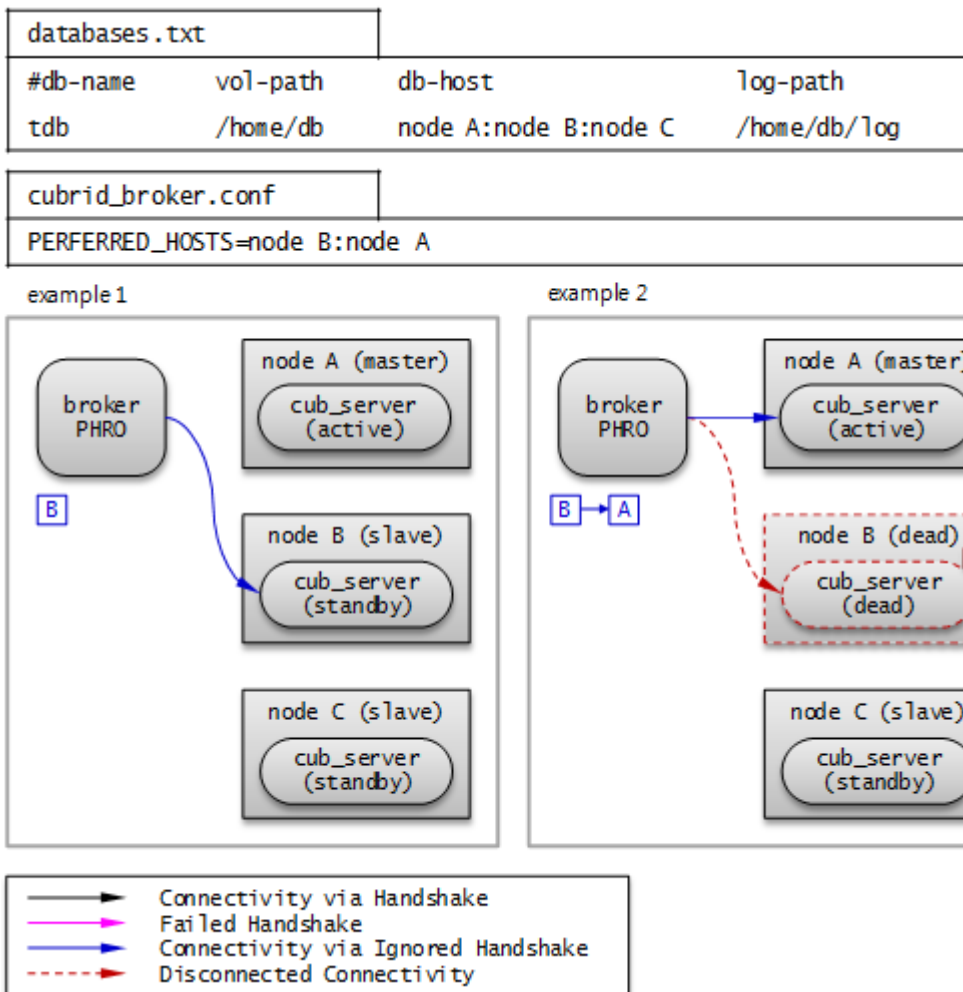 databases.txt
#db-name vol-path db-host log-path
tdb /home/db node A:node B:node C /home/db/log
cubrid_broker.conf
PERFERRED_HOSTS=node B:node A
example 1
broker
PHRO
B
node A (master)
cub_server
(active)
node B (slave)
cub_server
(standby)
node C (slave)
cub_server
(standby)
example 2
broker
PHRO
B A
node A (master)
cub_server
(active)
node B (dead)
cub_server
(dead)
node C (slave)
cub_server
(standby)
Connectivity via Handshake
Failed Handshake
Connectivity via Ignored Handshake
Disconnected Connectivity